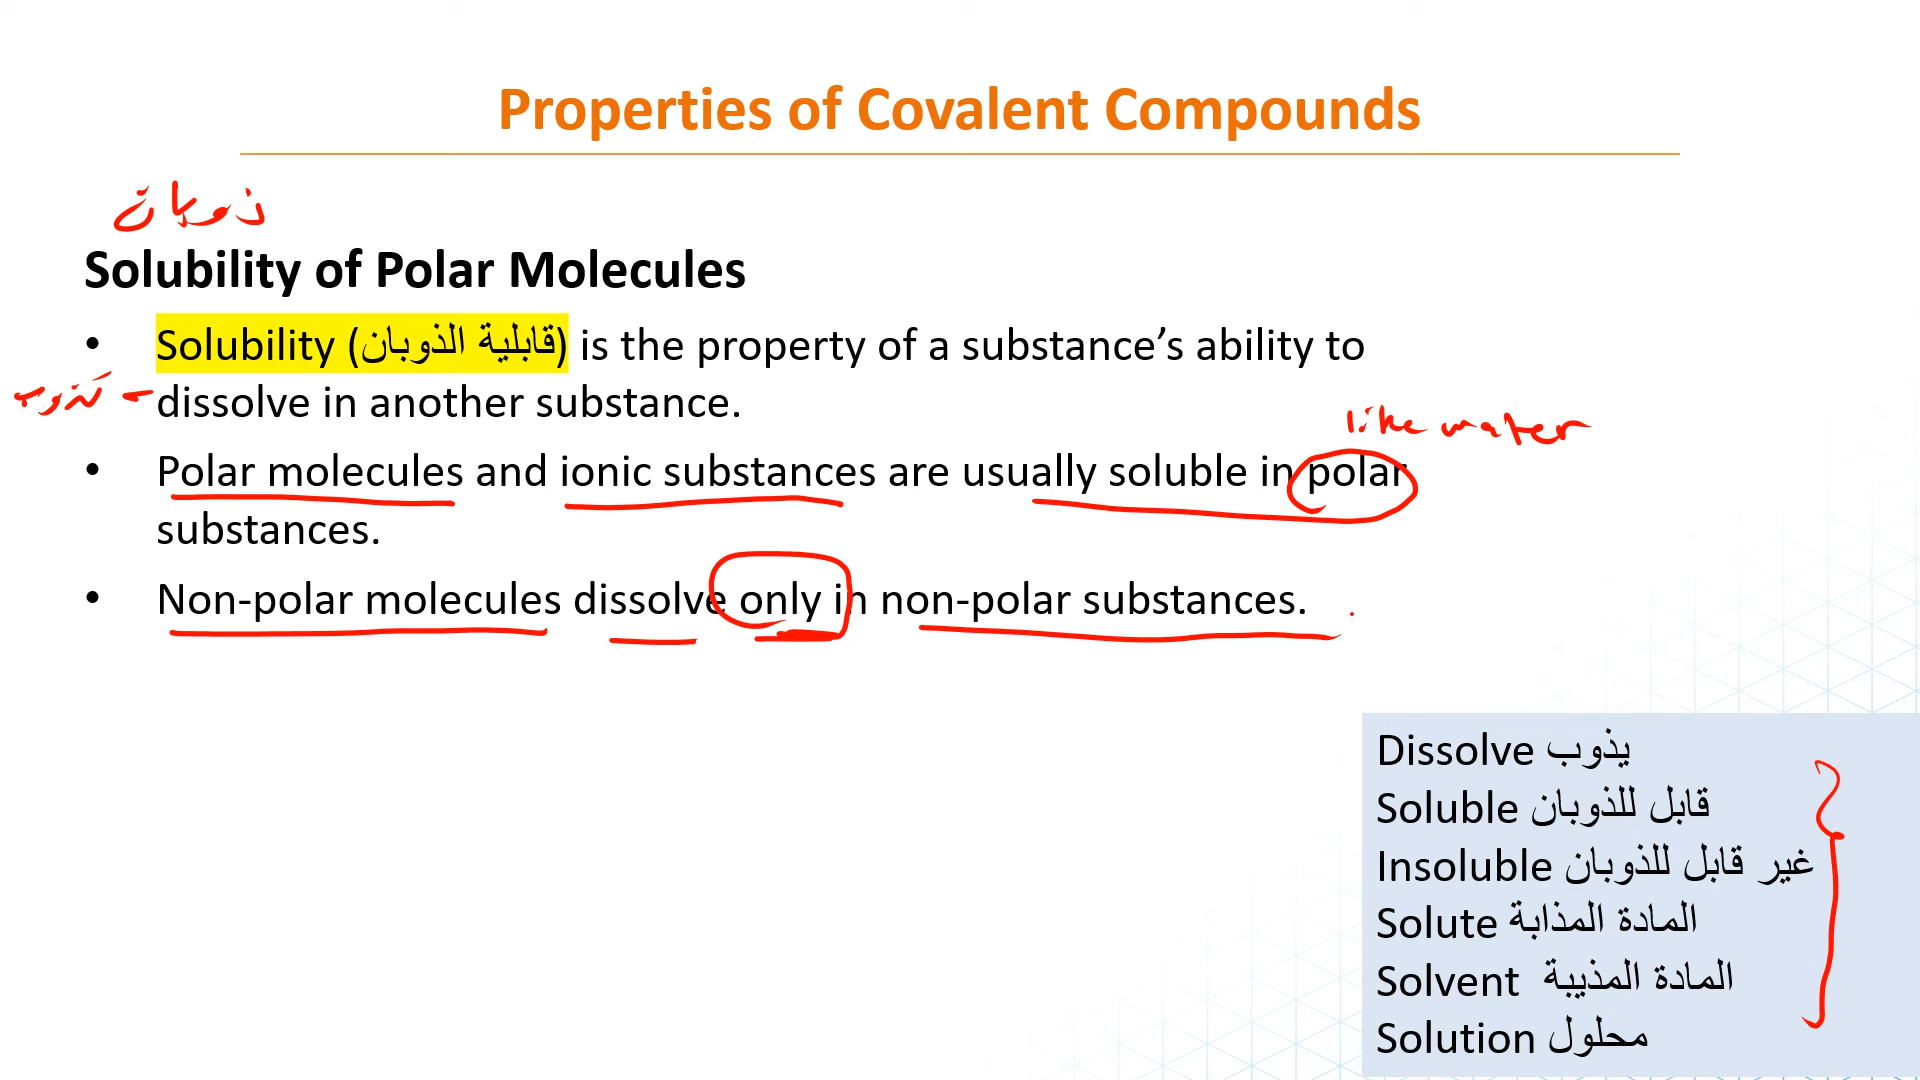 Properties of Covalent Compounds
ذوبان
Solubility of Polar Molecules
• Solubility (قابلية الذوبان) is the property of a substance’s ability to
تذوب - dissolve in another substance.
like water
• Polar molecules and ionic substances are usually soluble in polar
substances.
• Non-polar molecules dissolve only in non-polar substances.
Dissolve يذوب
Soluble قابل للذوبان
Insoluble غير قابل للذوبان
Solute المادة المذابة
Solvent المادة المذيبة
Solution محلول